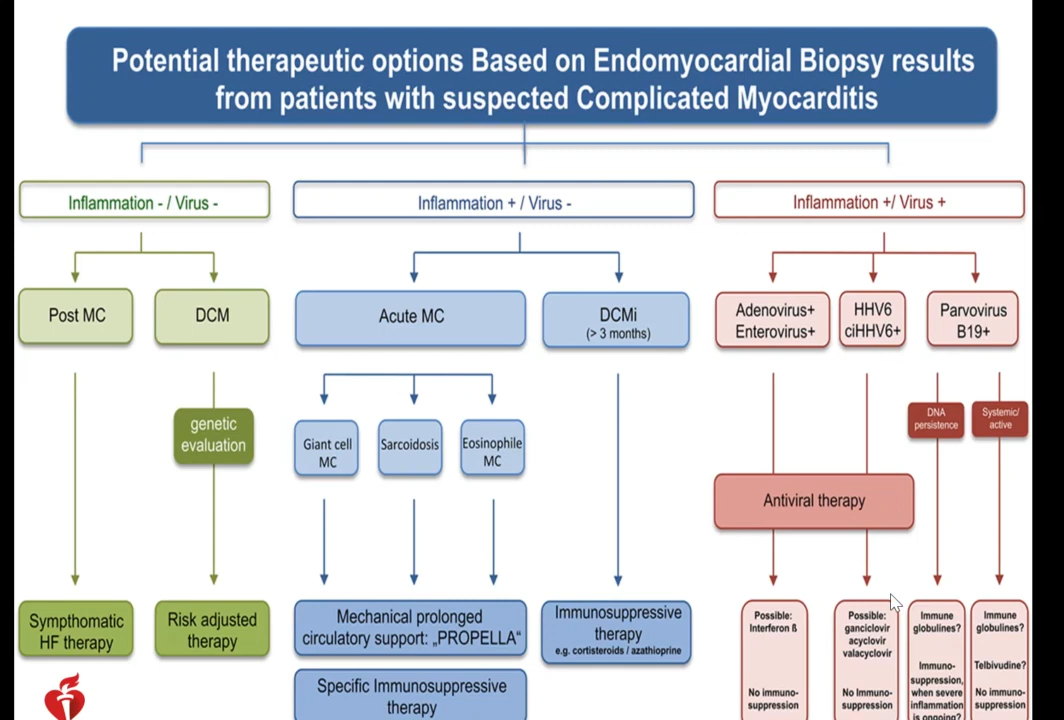 Potential therapeutic options Based on Endomyocardial Biopsy results
from patients with suspected Complicated Myocarditis
Inflammation - / Virus -
Inflammation + / Virus -
Inflammation +/ Virus +
Post MC
DCM
Acute MC
DCMi
(> 3 months)
Adenovirus+
Enterovirus+
HHV6
ciHHV6+
Parvovirus
B19+
genetic
evaluation
Giant cell
MC
Sarcoidosis
Eosinophile
MC
DNA
persistence
Systemic/
active
Antiviral therapy
Sympthomatic
HF therapy
Risk adjusted
therapy
Mechanical prolonged
circulatory support: „PROPELLA“
Specific Immunosuppressive
therapy
Immunosuppressive
therapy
e.g. cortisteroids / azathioprine
Possible:
Interferon ß
No immuno-
suppression
Possible:
ganciclovir
acyclovir
valacyclovir
No Immuno-
suppression
Immune
globulines?
Immuno-
suppression,
when severe
inflammation
is ongoing?
Immune
globulines?
Telbivudine?
No immuno-
suppression